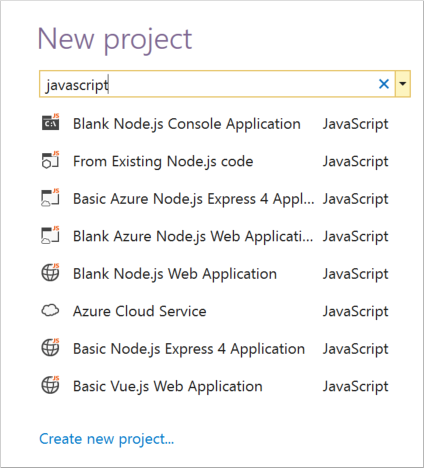 New project
javascript
Blank Node.js Console Application JavaScript
From Existing Node.js code JavaScript
Basic Azure Node.js Express 4 Appl... JavaScript
Blank Azure Node.js Web Applicati... JavaScript
Blank Node.js Web Application JavaScript
Azure Cloud Service JavaScript
Basic Node.js Express 4 Application JavaScript
Basic Vue.js Web Application JavaScript
Create new project...